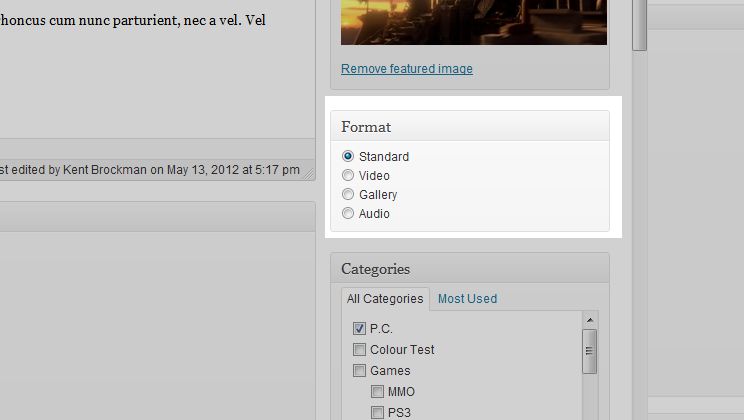 honcus cum nunc parturient, nec a vel. Vel
st edited by Kent Brockman on May 13, 2012 at 5:17 pm
Remove featured image
Format
Standard
Video
Gallery
Audio
Categories
All Categories Most Used
P.C.
Colour Test
Games
MMO
PS3